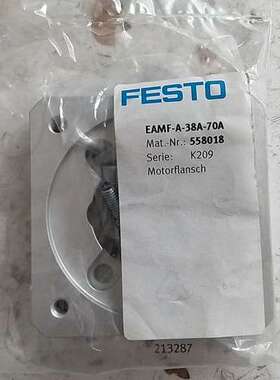 FESTO
EAMF-A-38A-70A
Mat.-Nr.: 558018
Serie: K209
Motorflansch
213287